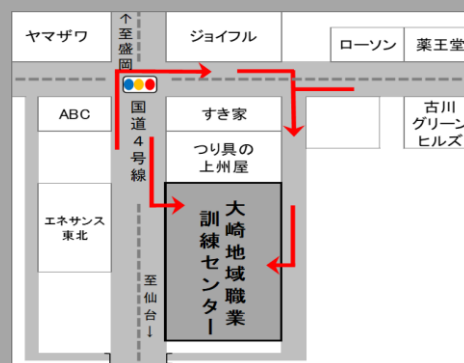 ヤマザワ
↑至盛岡
ジョイフル
ローソン
薬王堂
ABC
国道4号線
すき家
古川
グリーン
ヒルズ
つり具の
上州屋
エネサンス
東北
大崎地域職業
訓練センター
至仙台↓